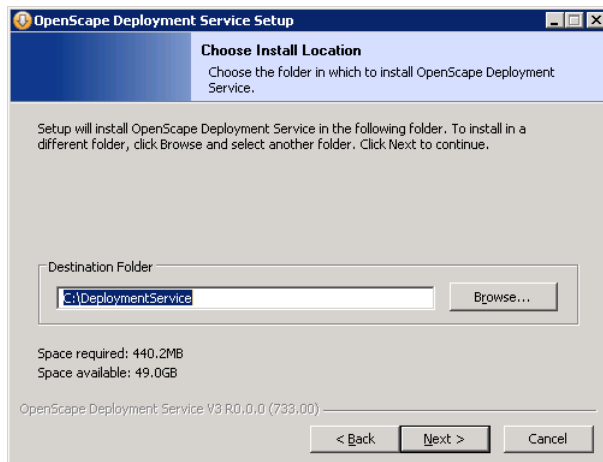 OpenScape Deployment Service Setup
Choose Install Location
Choose the folder in which to install OpenScape Deployment
Service.
Setup will install OpenScape Deployment Service in the following folder. To install in a
different folder, click Browse and select another folder. Click Next to continue.
Destination Folder
C:\DeploymentService
Browse...
Space required: 440.2MB
Space available: 49.0GB
OpenScape Deployment Service V3 R0.0.0 (733.00)
< Back
Next >
Cancel